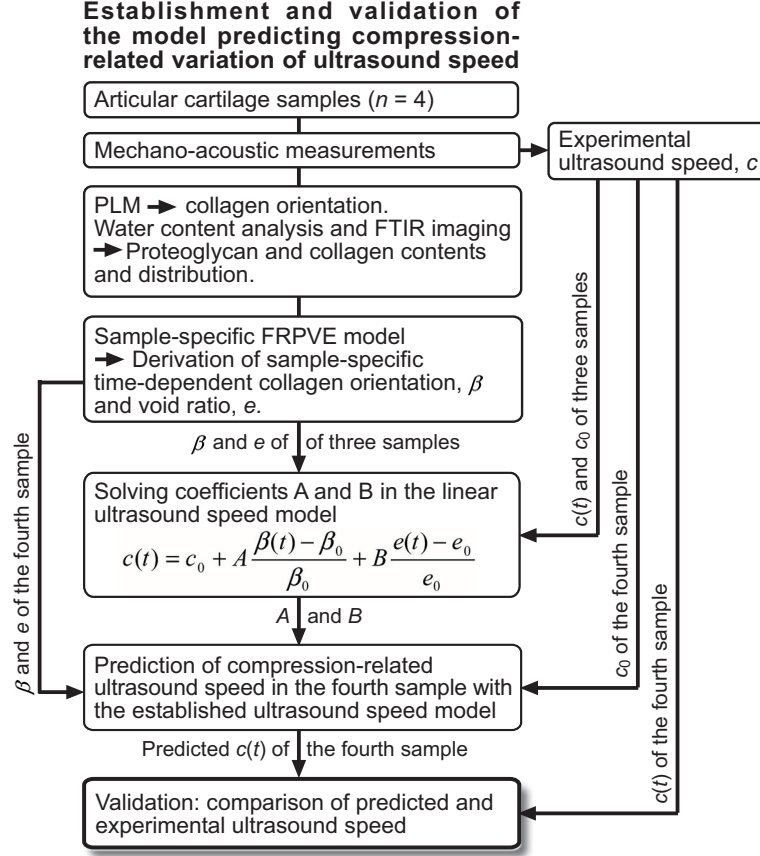 Establishment and validation of
the model predicting compression-
related variation of ultrasound speed
Articular cartilage samples (n = 4)
Mechano-acoustic measurements
Experimental
ultrasound speed, c
PLM → collagen orientation.
Water content analysis and FTIR imaging
→ Proteoglycan and collagen contents
and distribution.
Sample-specific FRPVE model
→ Derivation of sample-specific
time-dependent collagen orientation, β
and void ratio, e.
β and e of of three samples
Solving coefficients A and B in the linear
ultrasound speed model
c(t) = c₀ + A (β(t) − β₀)/β₀ + B (e(t) − e₀)/e₀
A and B
Prediction of compression-related
ultrasound speed in the fourth sample with
the established ultrasound speed model
Predicted c(t) of the fourth sample
Validation: comparison of predicted and
experimental ultrasound speed
β and e of the fourth sample
c(t) and c₀ of three samples
c₀ of the fourth sample
c(t) of the fourth sample